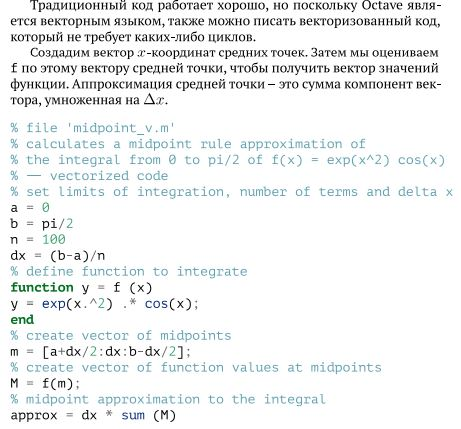 Традиционный код работает хорошо, но поскольку Octave явля-
ется векторным языком, также можно писать векторизованный код,
который не требует каких-либо циклов.
Создадим вектор x-координат средних точек. Затем мы оцениваем
f по этому вектору средней точки, чтобы получить вектор значений
функции. Аппроксимация средней точки – это сумма компонент век-
тора, умноженная на Δx.
% file 'midpoint_v.m'
% calculates a midpoint rule approximation of
% the integral from 0 to pi/2 of f(x) = exp(x^2) cos(x)
% –– vectorized code
% set limits of integration, number of terms and delta x
a = 0
b = pi/2
n = 100
dx = (b-a)/n
% define function to integrate
function y = f (x)
y = exp(x.^2) .* cos(x);
end
% create vector of midpoints
m = [a+dx/2:dx:b-dx/2];
% create vector of function values at midpoints
M = f(m);
% midpoint approximation to the integral
approx = dx * sum (M)